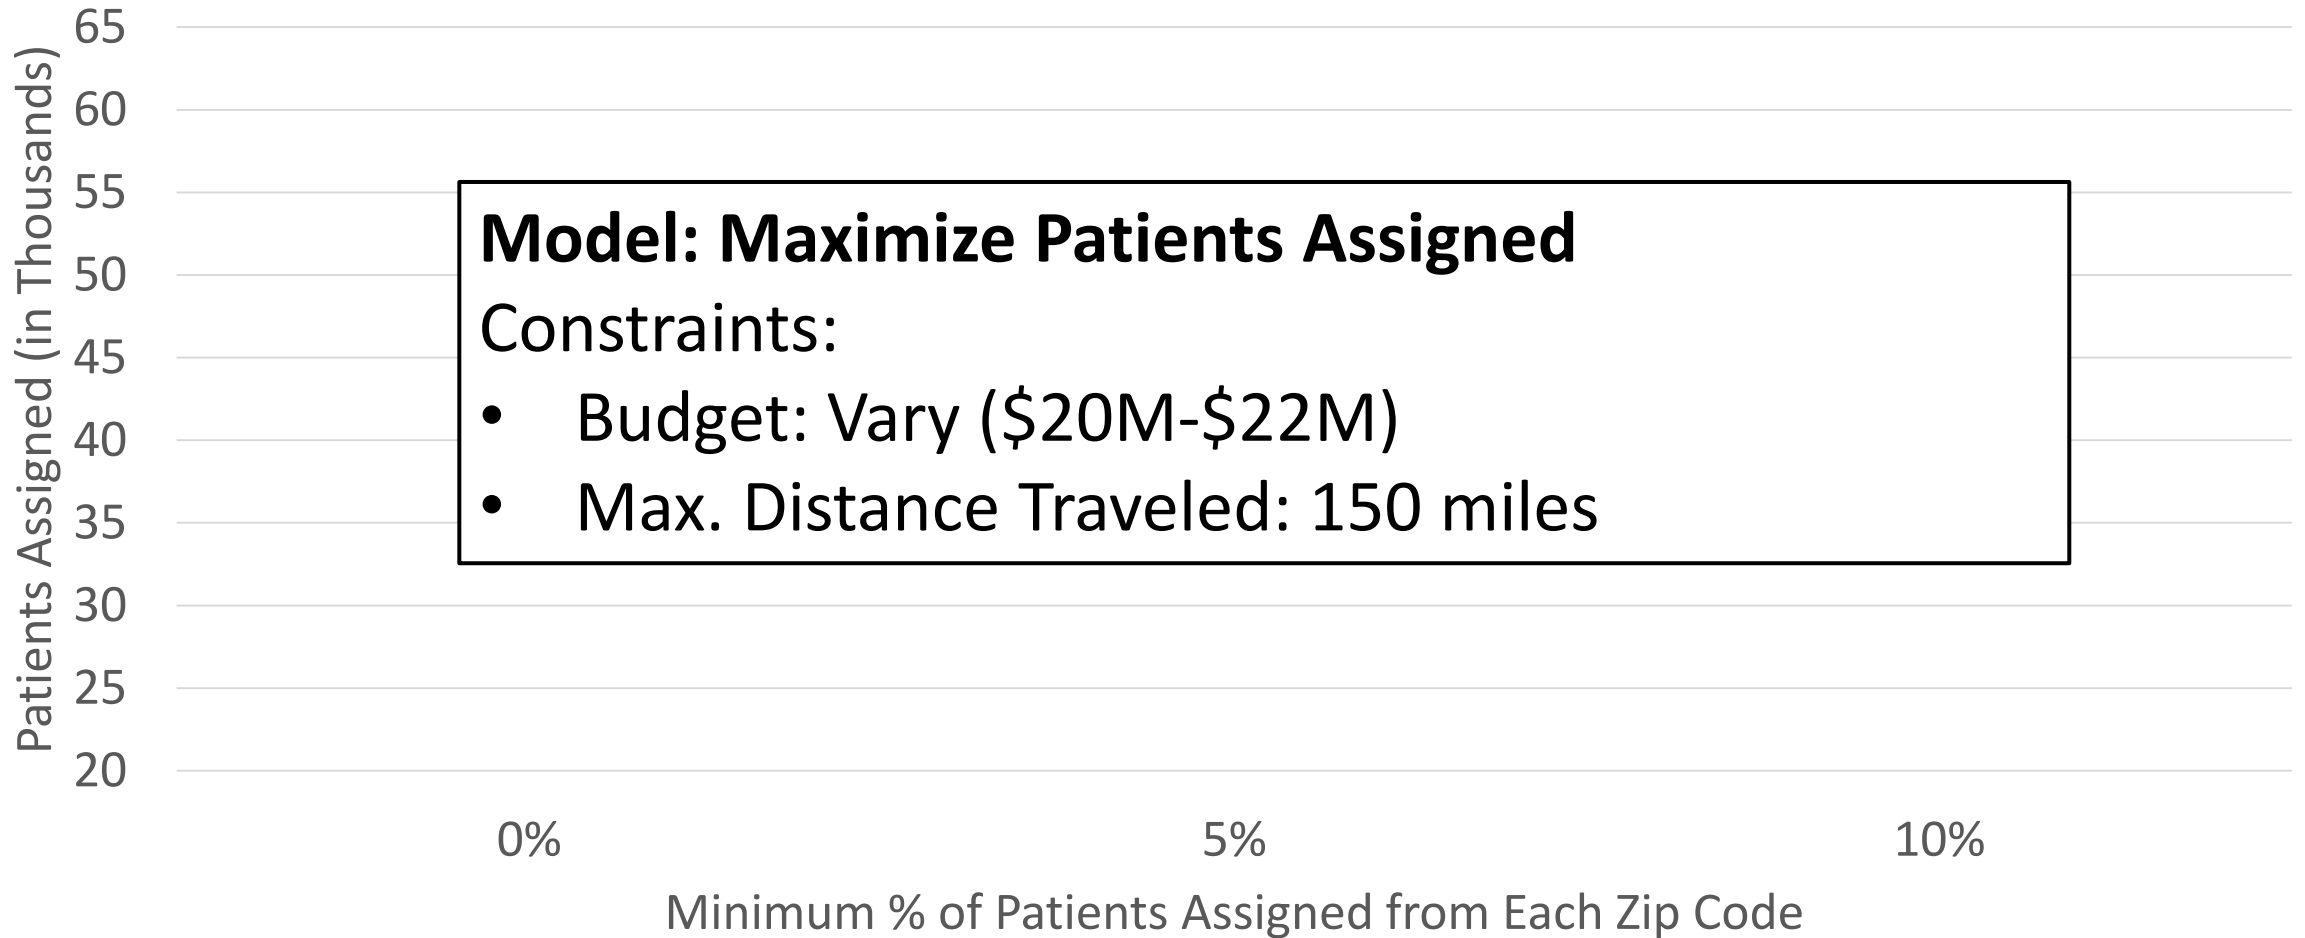 Patients Assigned (in Thousands)
65
60
55
50
45
40
35
30
25
20
Model: Maximize Patients Assigned
Constraints:
• Budget: Vary ($20M-$22M)
• Max. Distance Traveled: 150 miles
0% 5% 10%
Minimum % of Patients Assigned from Each Zip Code